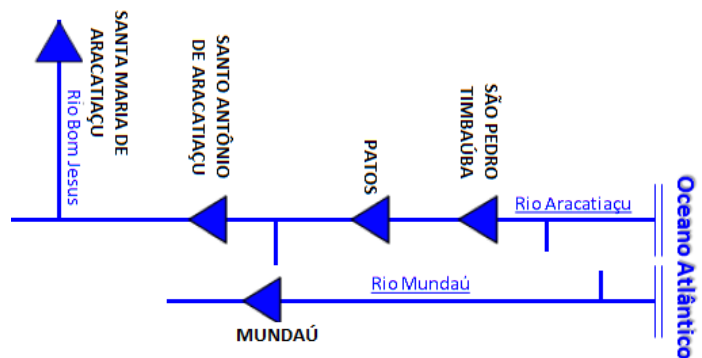 SANTA MARIA DE
ARACATIAÇU
Rio Bom Jesus
SANTO ANTÔNIO
DE ARACATIAÇU
PATOS
SÃO PEDRO
TIMBAÚBA
Rio Aracatiaçu
Oceano Atlântico
Rio Mundaú
MUNDAÚ